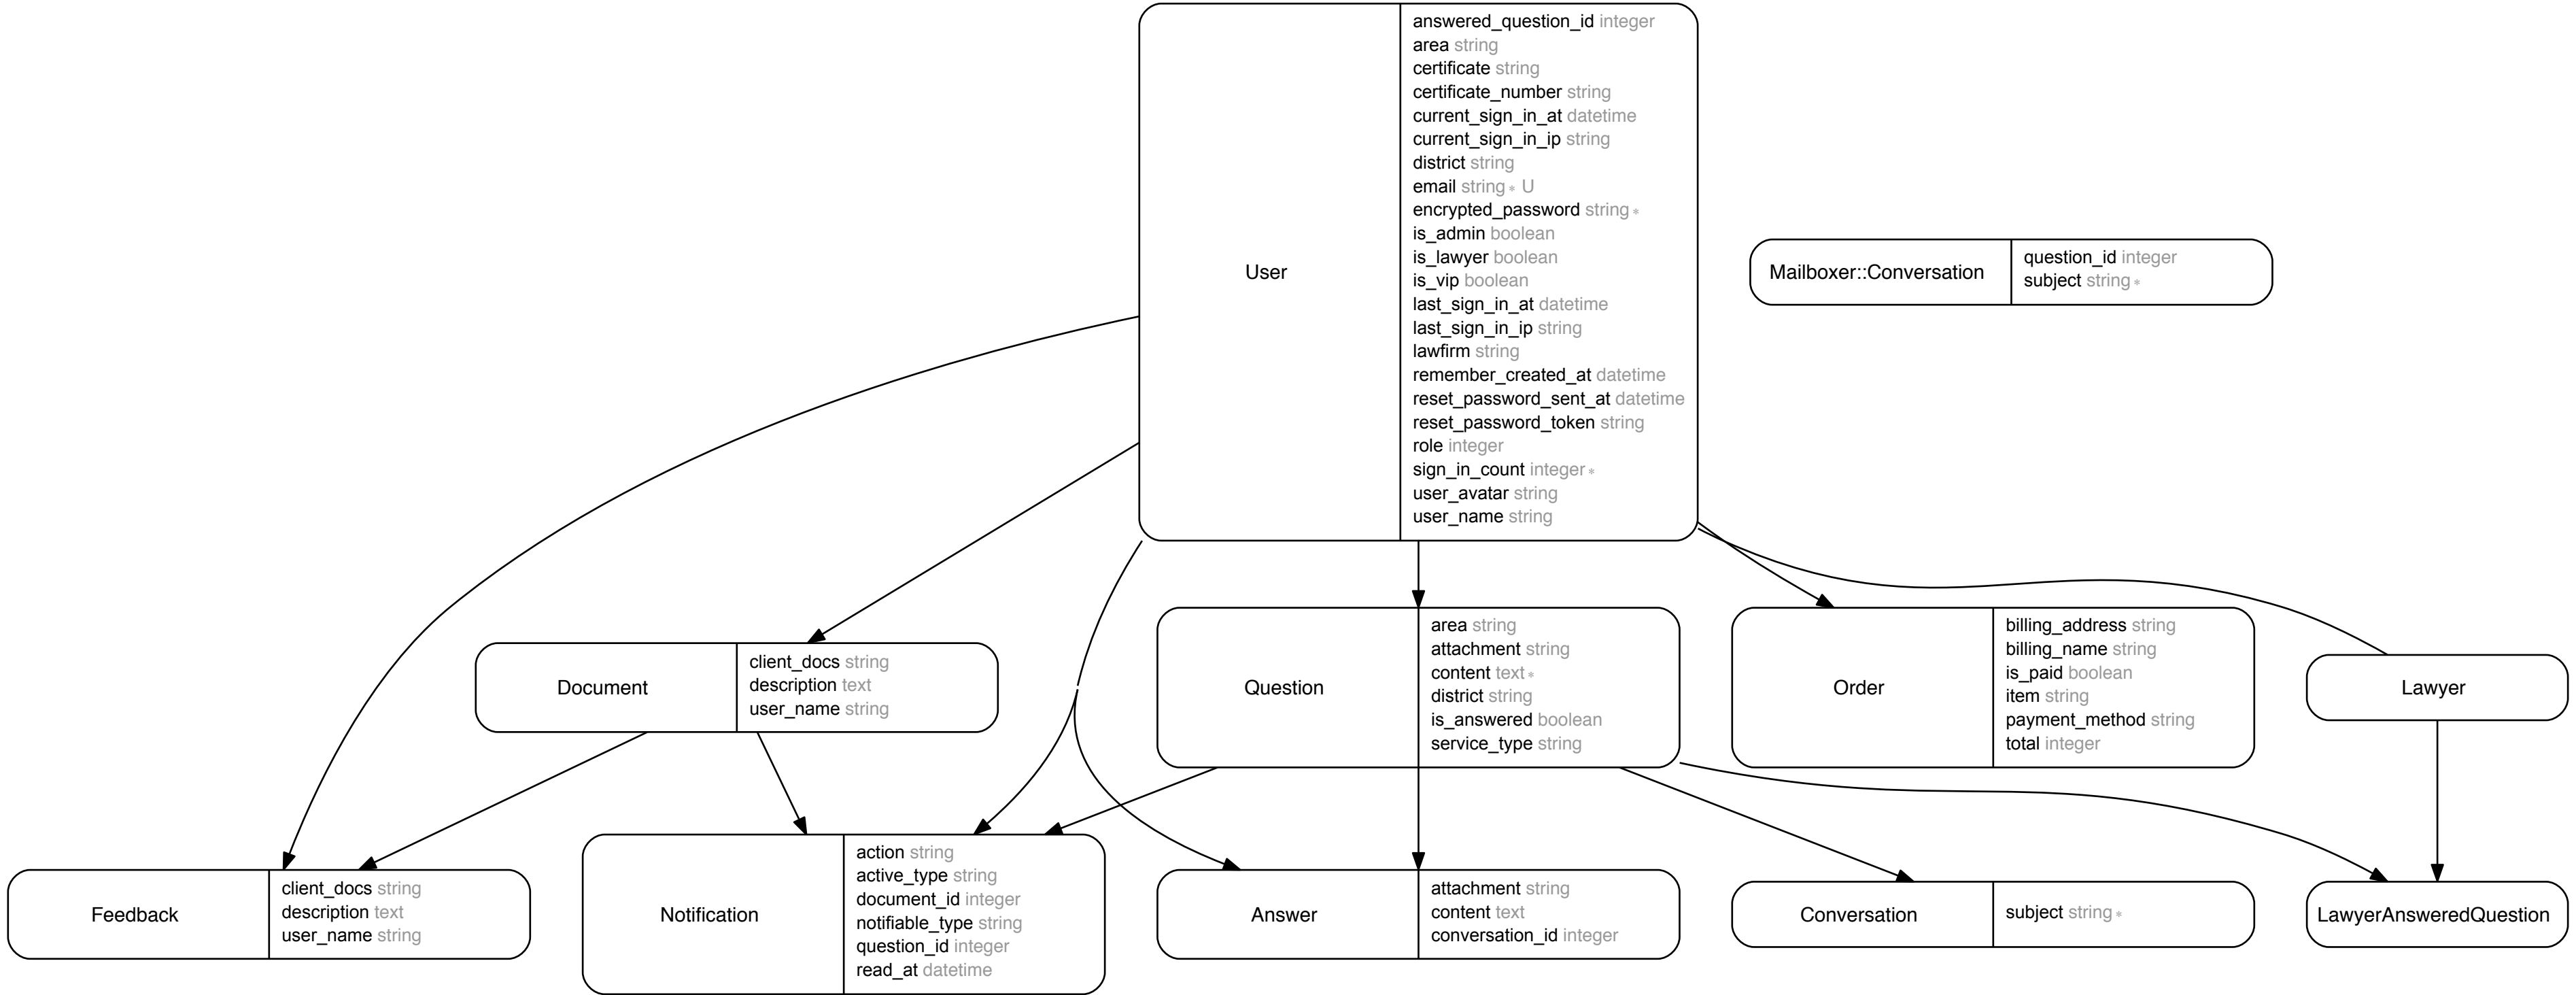 User
answered_question_id integer
area string
certificate string
certificate_number string
current_sign_in_at datetime
current_sign_in_ip string
district string
email string * U
encrypted_password string *
is_admin boolean
is_lawyer boolean
is_vip boolean
last_sign_in_at datetime
last_sign_in_ip string
lawfirm string
remember_created_at datetime
reset_password_sent_at datetime
reset_password_token string
role integer
sign_in_count integer *
user_avatar string
user_name string
Mailboxer::Conversation
question_id integer
subject string *
Document
client_docs string
description text
user_name string
Question
area string
attachment string
content text *
district string
is_answered boolean
service_type string
Order
billing_address string
billing_name string
is_paid boolean
item string
payment_method string
total integer
Lawyer
Feedback
client_docs string
description text
user_name string
Notification
action string
active_type string
document_id integer
notifiable_type string
question_id integer
read_at datetime
Answer
attachment string
content text
conversation_id integer
Conversation
subject string *
LawyerAnsweredQuestion